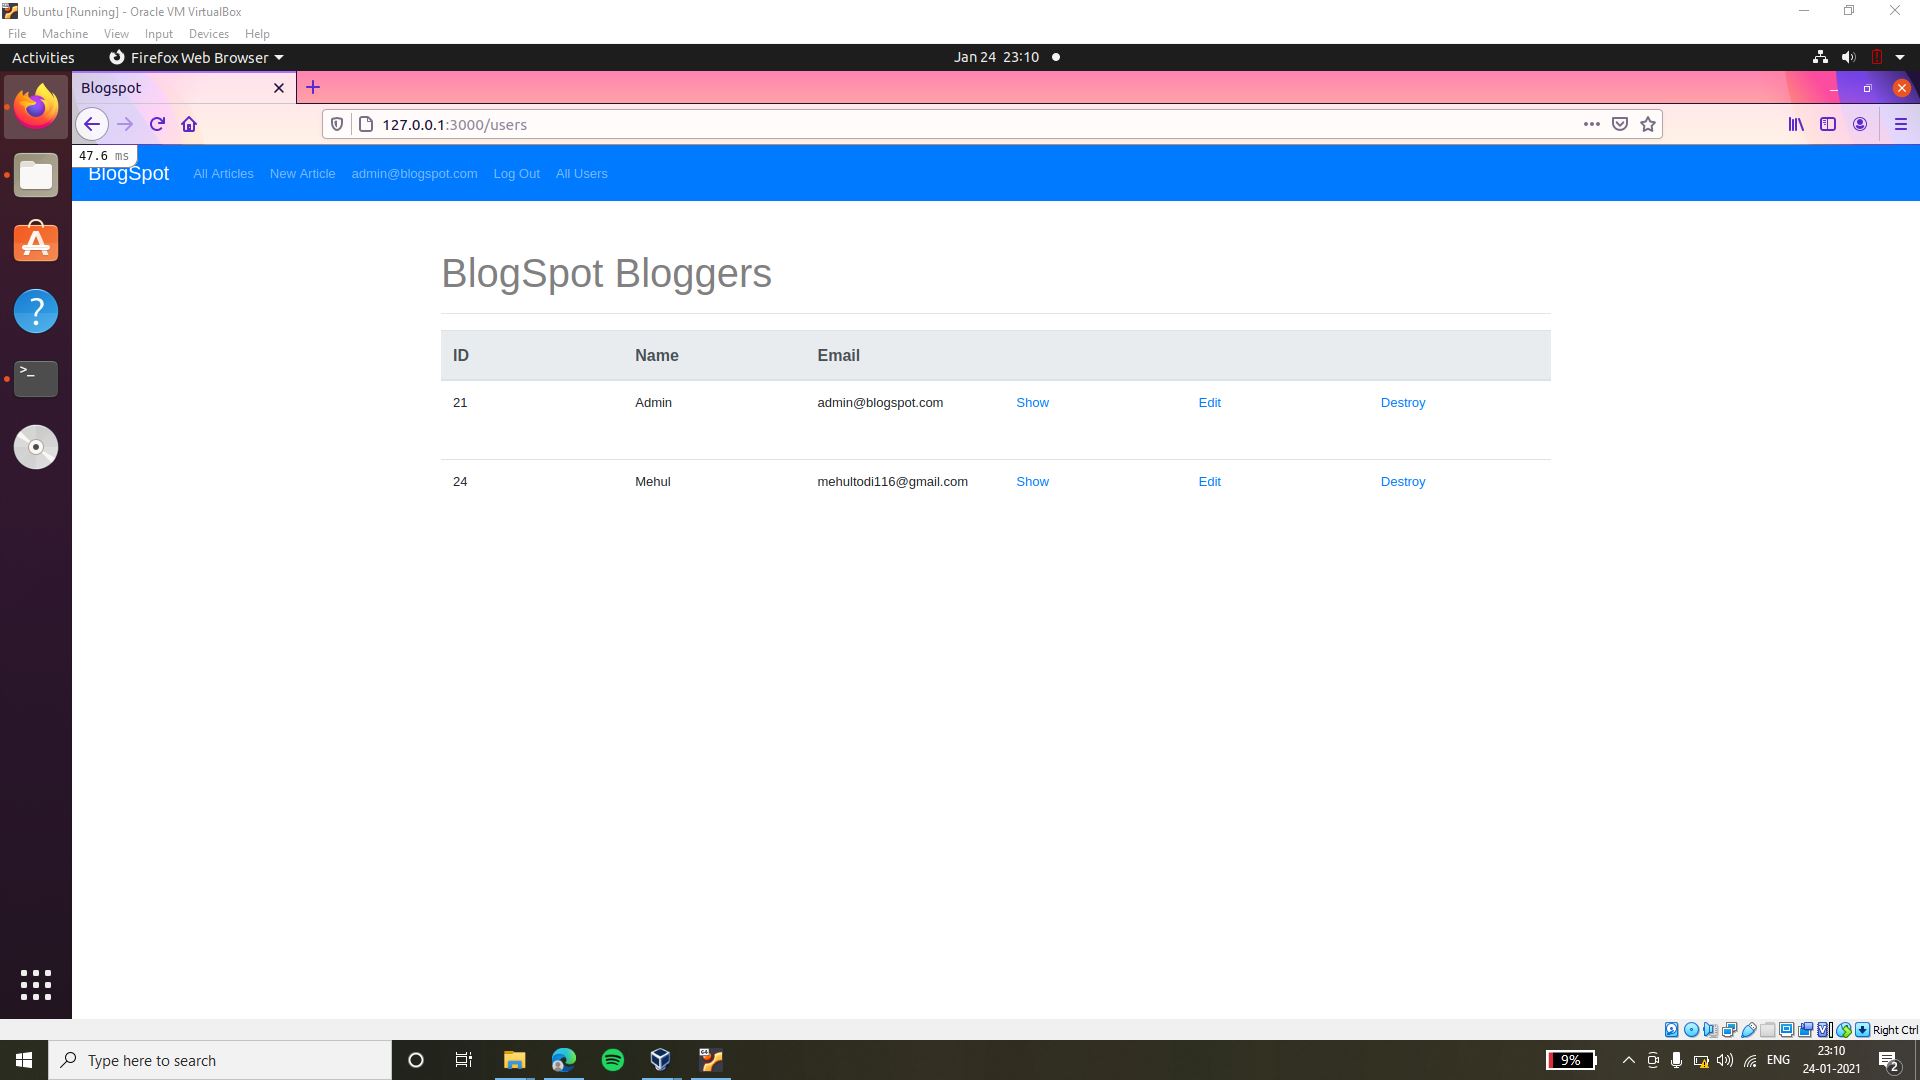 Ubuntu [Running] - Oracle VM VirtualBox
File Machine View Input Devices Help
Activities Firefox Web Browser Jan 24 23:10
Blogspot
127.0.0.1:3000/users
47.6 ms
BlogSpot All Articles New Article admin@blogspot.com Log Out All Users
BlogSpot Bloggers
ID Name Email
21 Admin admin@blogspot.com Show Edit Destroy
24 Mehul mehultodi116@gmail.com Show Edit Destroy
Right Ctrl
Type here to search 9% ENG 23:10
24-01-2021 2